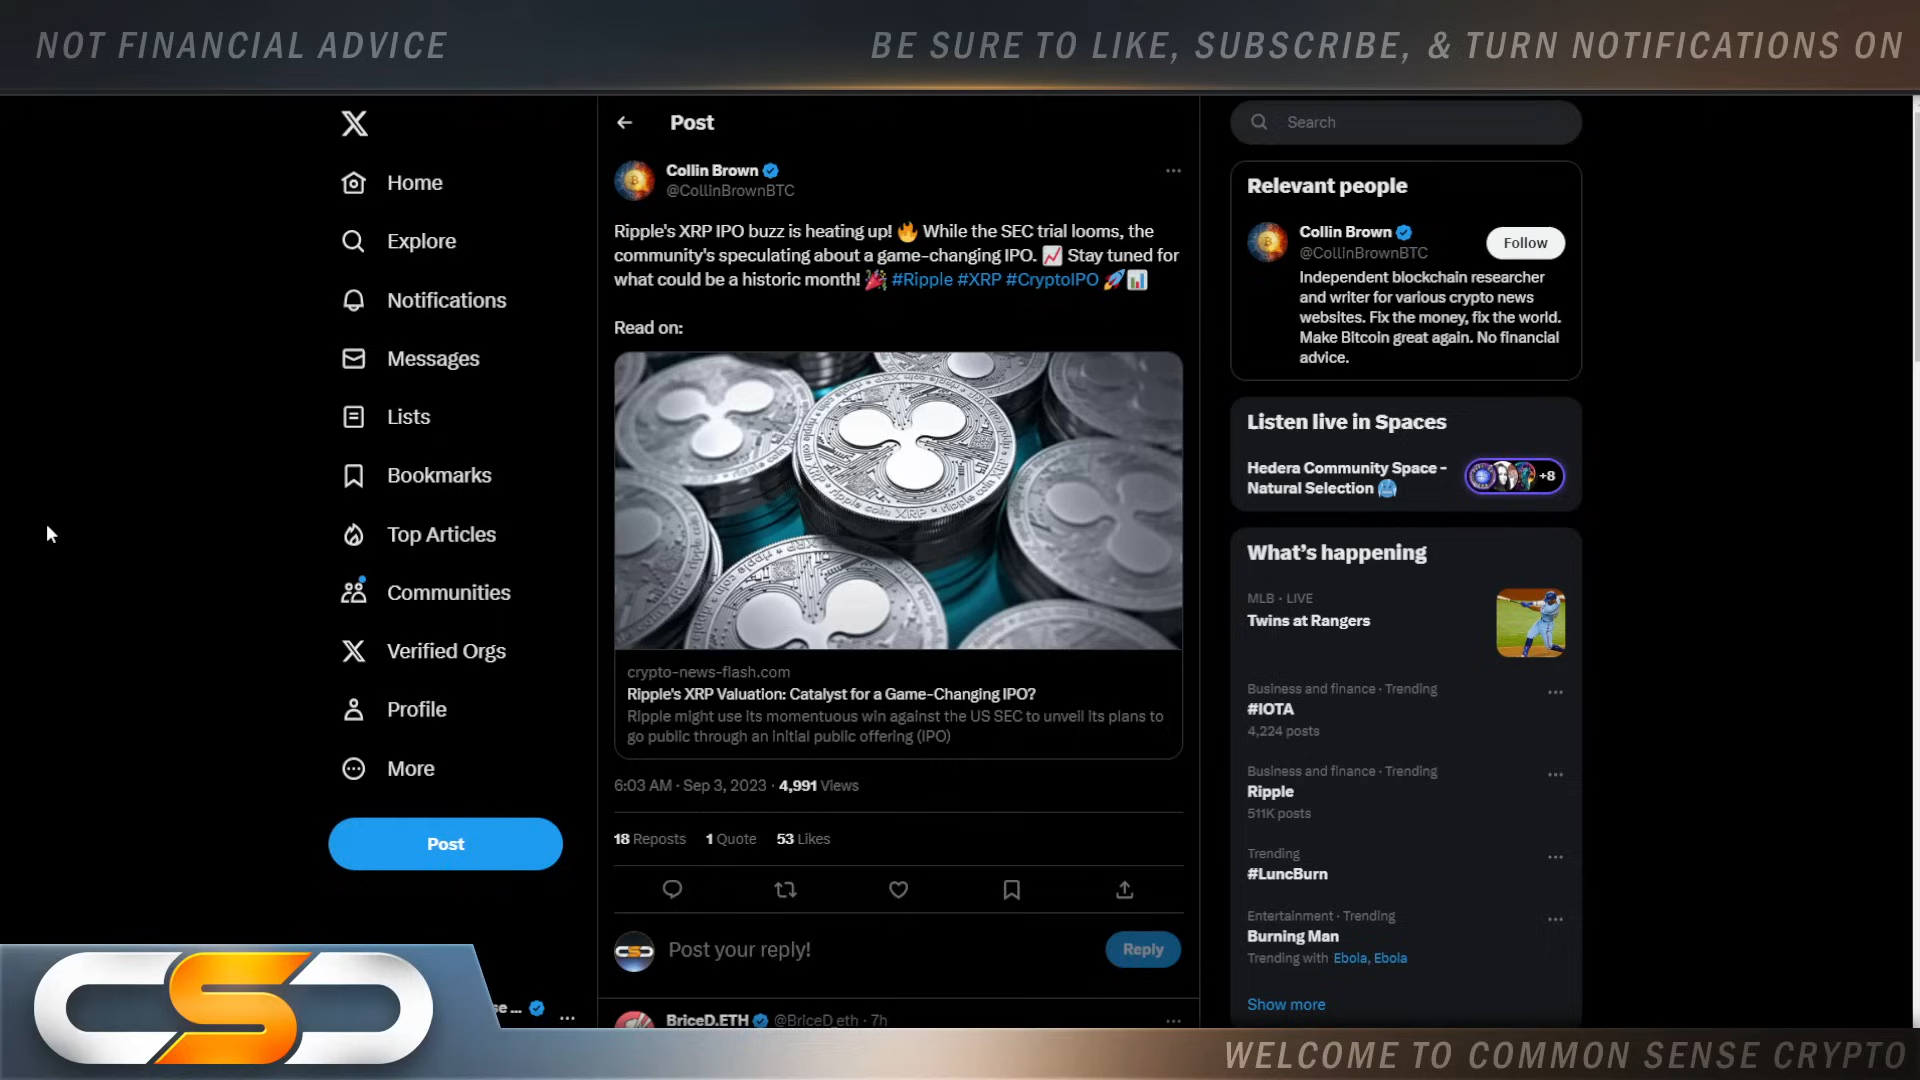 NOT FINANCIAL ADVICE
BE SURE TO LIKE, SUBSCRIBE, & TURN NOTIFICATIONS ON
Home
Explore
Notifications
Messages
Lists
Bookmarks
Top Articles
Communities
Verified Orgs
Profile
More
Post
se ...
Post
Collin Brown
@CollinBrownBTC
Ripple's XRP IPO buzz is heating up! 🔥 While the SEC trial looms, the
community's speculating about a game-changing IPO. 📈 Stay tuned for
what could be a historic month! 🎉 #Ripple #XRP #CryptoIPO 🚀📊
Read on:
crypto-news-flash.com
Ripple's XRP Valuation: Catalyst for a Game-Changing IPO?
Ripple might use its momentuous win against the US SEC to unveil its plans to
go public through an initial public offering (IPO)
6:03 AM · Sep 3, 2023 · 4,991 Views
18 Reposts 1 Quote 53 Likes
Post your reply!
Reply
BriceD.ETH @BriceD_eth · 7h
Search
Relevant people
Collin Brown
@CollinBrownBTC
Follow
Independent blockchain researcher
and writer for various crypto news
websites. Fix the money, fix the world.
Make Bitcoin great again. No financial
advice.
Listen live in Spaces
Hedera Community Space -
Natural Selection 🥶
+8
What's happening
MLB · LIVE
Twins at Rangers
Business and finance · Trending
#IOTA
4,224 posts
Business and finance · Trending
Ripple
511K posts
Trending
#LuncBurn
Entertainment · Trending
Burning Man
Trending with Ebola, Ebola
Show more
CSC
WELCOME TO COMMON SENSE CRYPTO